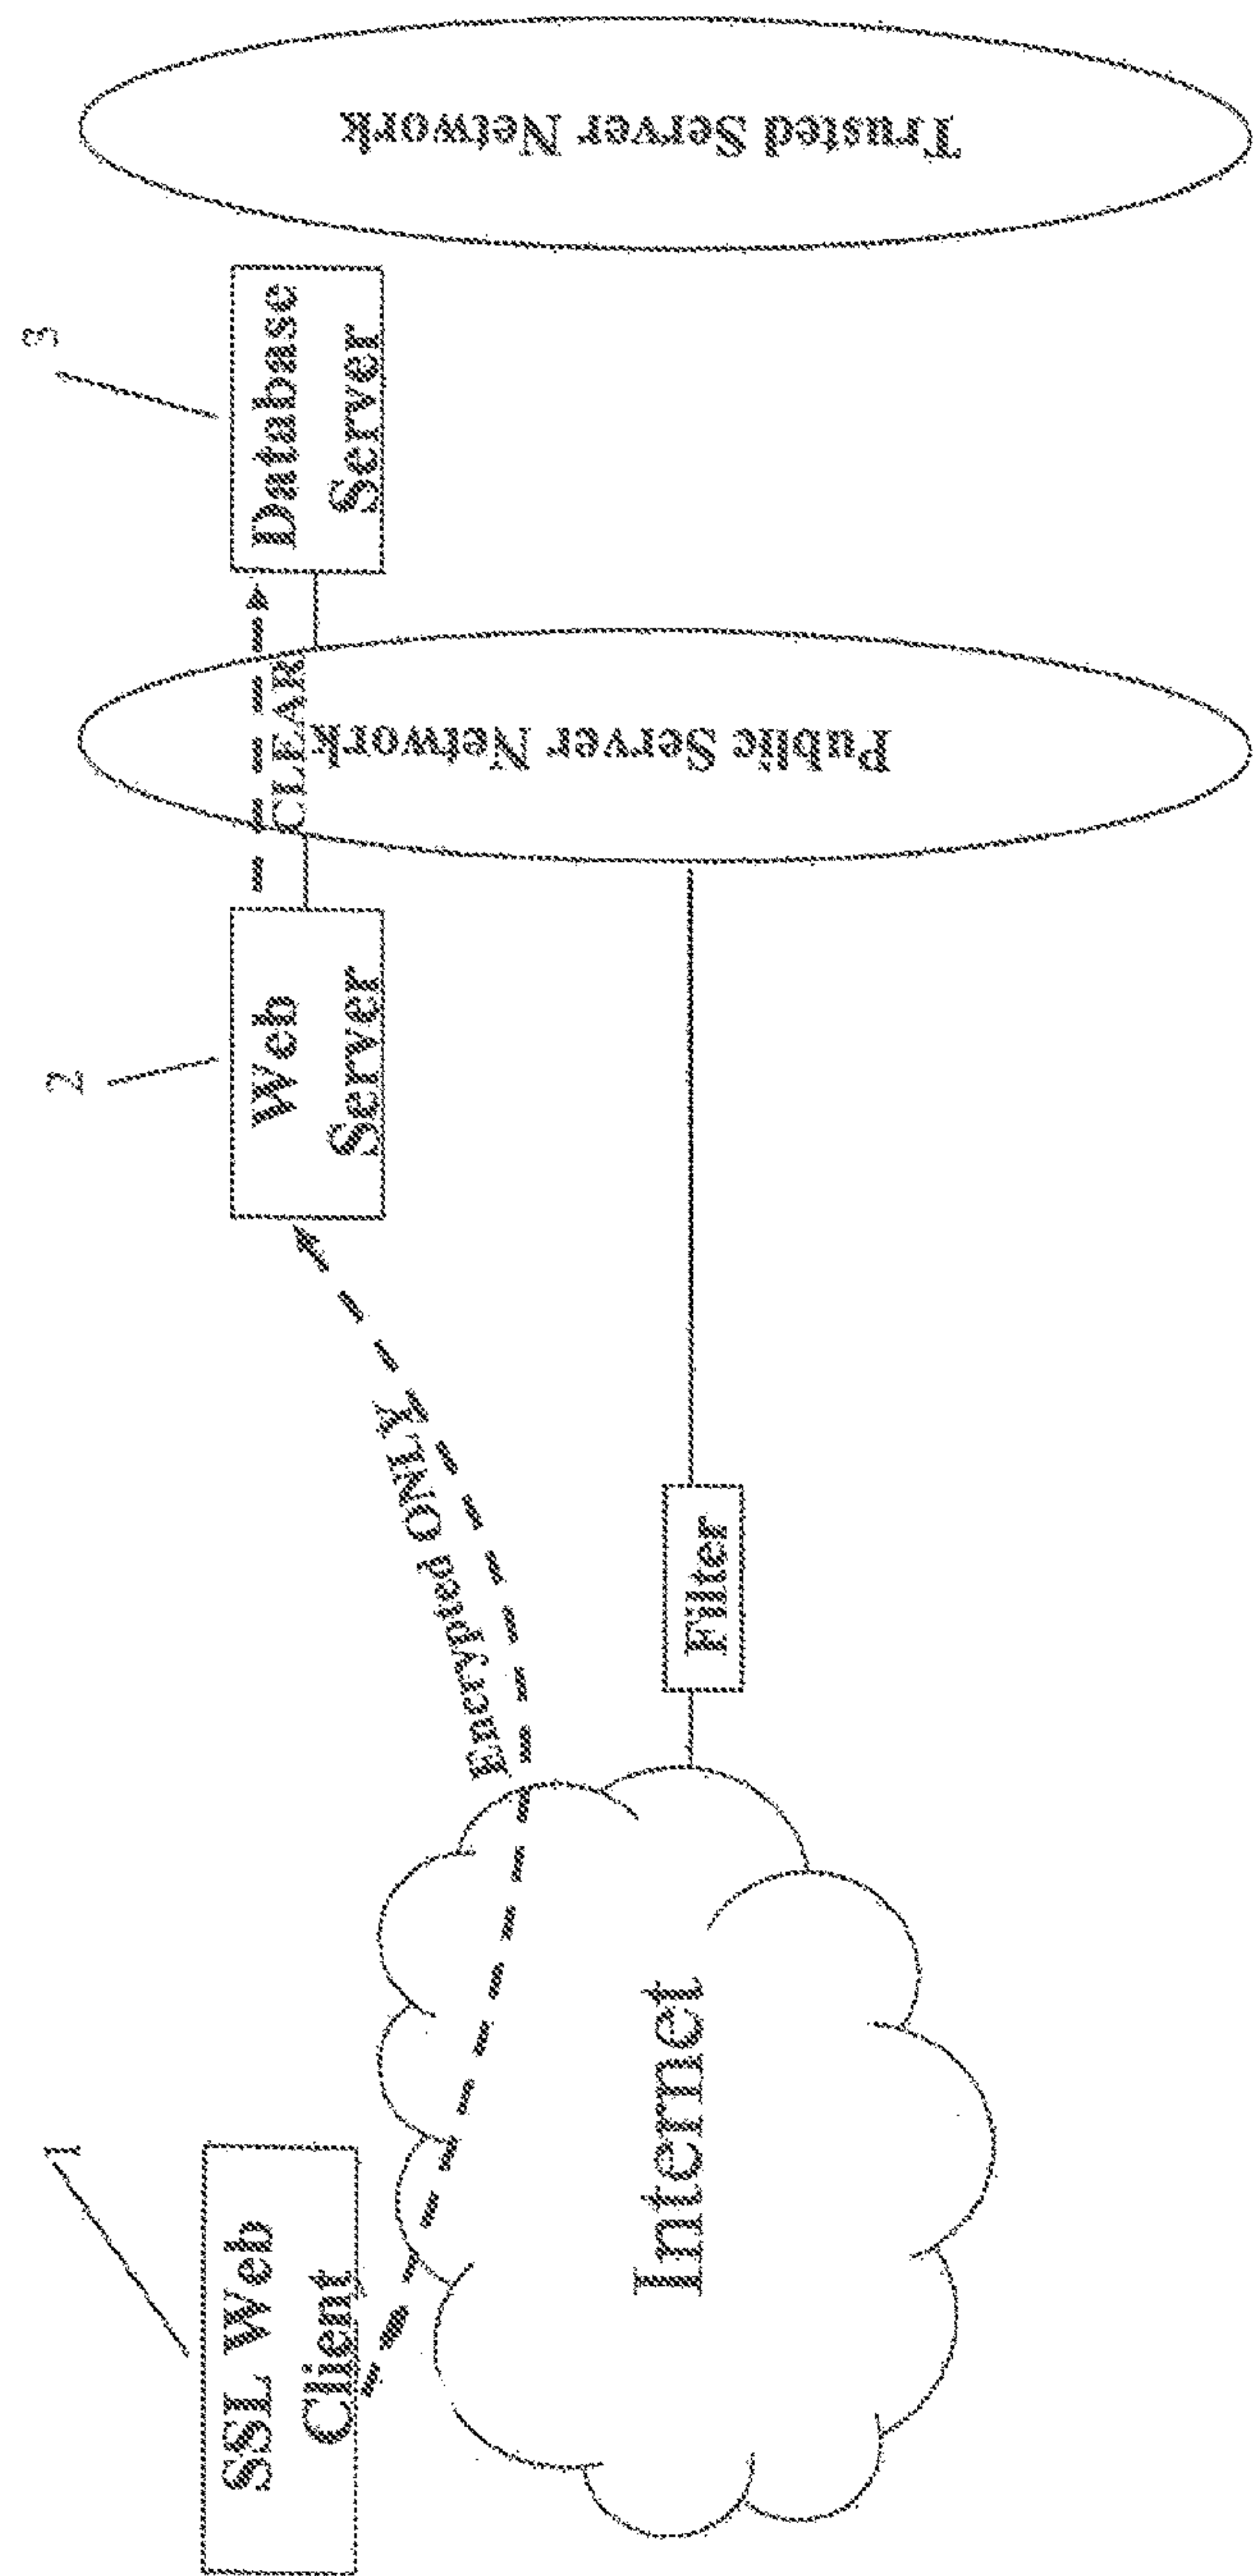 1
SSL Web
Client
Internet
Encrypted ONLY
Filter
2
Web
Server
CLEAR
Public Server Network
3
Database
Server
Trusted Server Network